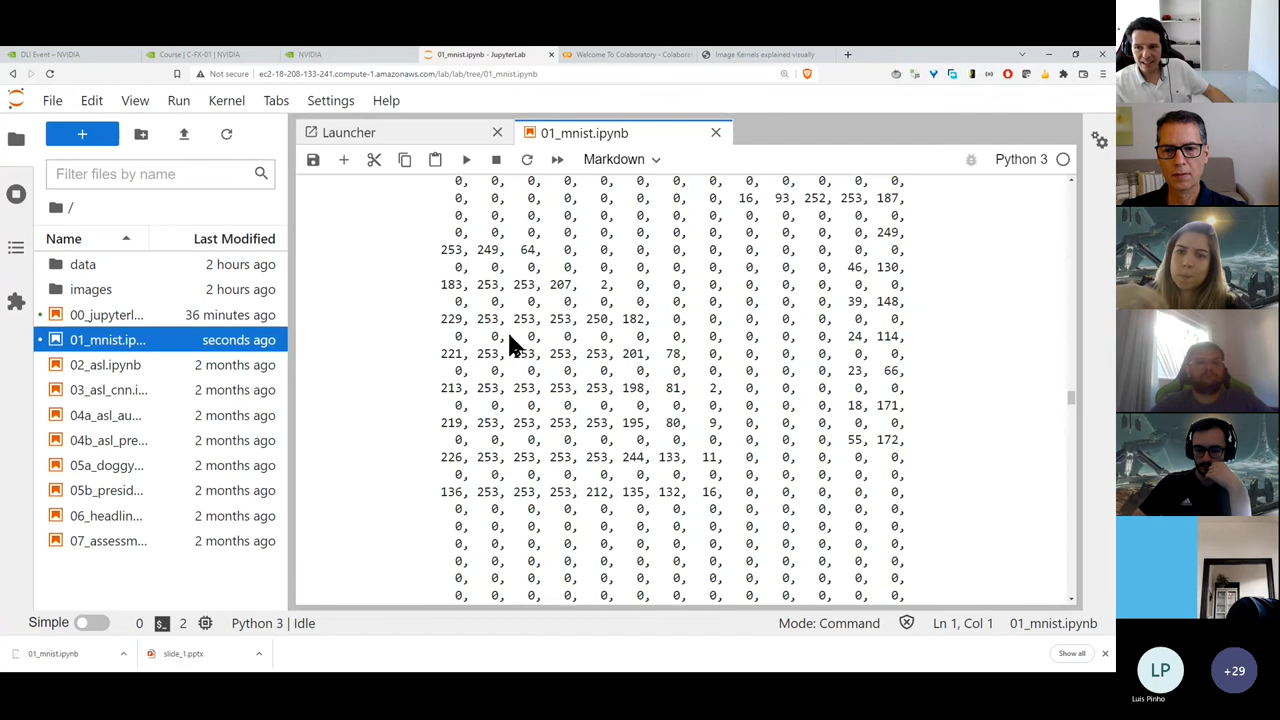 DLI Event – NVIDIA
Course | C-FX-01 | NVIDIA
NVIDIA
01_mnist.ipynb - JupyterLab
Welcome To Colaboratory - Colabora
Image Kernels explained visually
Not secure | ec2-18-208-133-241.compute-1.amazonaws.com/lab/lab/tree/01_mnist.ipynb
File Edit View Run Kernel Tabs Settings Help
Launcher
01_mnist.ipynb
Markdown
Python 3
Filter files by name
/
Name Last Modified
data 2 hours ago
images 2 hours ago
00_jupyterl... 36 minutes ago
01_mnist.ip... seconds ago
02_asl.ipynb 2 months ago
03_asl_cnn.i... 2 months ago
04a_asl_au... 2 months ago
04b_asl_pre... 2 months ago
05a_doggy... 2 months ago
05b_presid... 2 months ago
06_headlin... 2 months ago
07_assessm... 2 months ago
0, 0, 0, 0, 0, 0, 0, 0, 0, 0, 0, 0, 0,
0, 0, 0, 0, 0, 0, 0, 0, 16, 93, 252, 253, 187,
0, 0, 0, 0, 0, 0, 0, 0, 0, 0, 0, 0, 0,
0, 0, 0, 0, 0, 0, 0, 0, 0, 0, 0, 0, 249,
253, 249, 64, 0, 0, 0, 0, 0, 0, 0, 0, 0, 0,
0, 0, 0, 0, 0, 0, 0, 0, 0, 0, 0, 46, 130,
183, 253, 253, 207, 2, 0, 0, 0, 0, 0, 0, 0, 0,
0, 0, 0, 0, 0, 0, 0, 0, 0, 0, 0, 39, 148,
229, 253, 253, 253, 250, 182, 0, 0, 0, 0, 0, 0, 0,
0, 0, 0, 0, 0, 0, 0, 0, 0, 0, 24, 114,
221, 253, 253, 253, 253, 201, 78, 0, 0, 0, 0, 0, 0,
0, 0, 0, 0, 0, 0, 0, 0, 0, 0, 0, 23, 66,
213, 253, 253, 253, 253, 198, 81, 2, 0, 0, 0, 0, 0,
0, 0, 0, 0, 0, 0, 0, 0, 0, 0, 0, 18, 171,
219, 253, 253, 253, 253, 195, 80, 9, 0, 0, 0, 0, 0,
0, 0, 0, 0, 0, 0, 0, 0, 0, 0, 0, 55, 172,
226, 253, 253, 253, 253, 244, 133, 11, 0, 0, 0, 0, 0,
0, 0, 0, 0, 0, 0, 0, 0, 0, 0, 0, 0, 0,
136, 253, 253, 253, 212, 135, 132, 16, 0, 0, 0, 0, 0,
0, 0, 0, 0, 0, 0, 0, 0, 0, 0, 0, 0, 0,
0, 0, 0, 0, 0, 0, 0, 0, 0, 0, 0, 0, 0,
0, 0, 0, 0, 0, 0, 0, 0, 0, 0, 0, 0, 0,
0, 0, 0, 0, 0, 0, 0, 0, 0, 0, 0, 0, 0,
0, 0, 0, 0, 0, 0, 0, 0, 0, 0, 0, 0, 0,
0, 0, 0, 0, 0, 0, 0, 0, 0, 0, 0, 0, 0,
Simple 0 2 Python 3 | Idle Mode: Command Ln 1, Col 1 01_mnist.ipynb
01_mnist.ipynb slide_1.pptx Show all
LP
Luis Pinho
+29